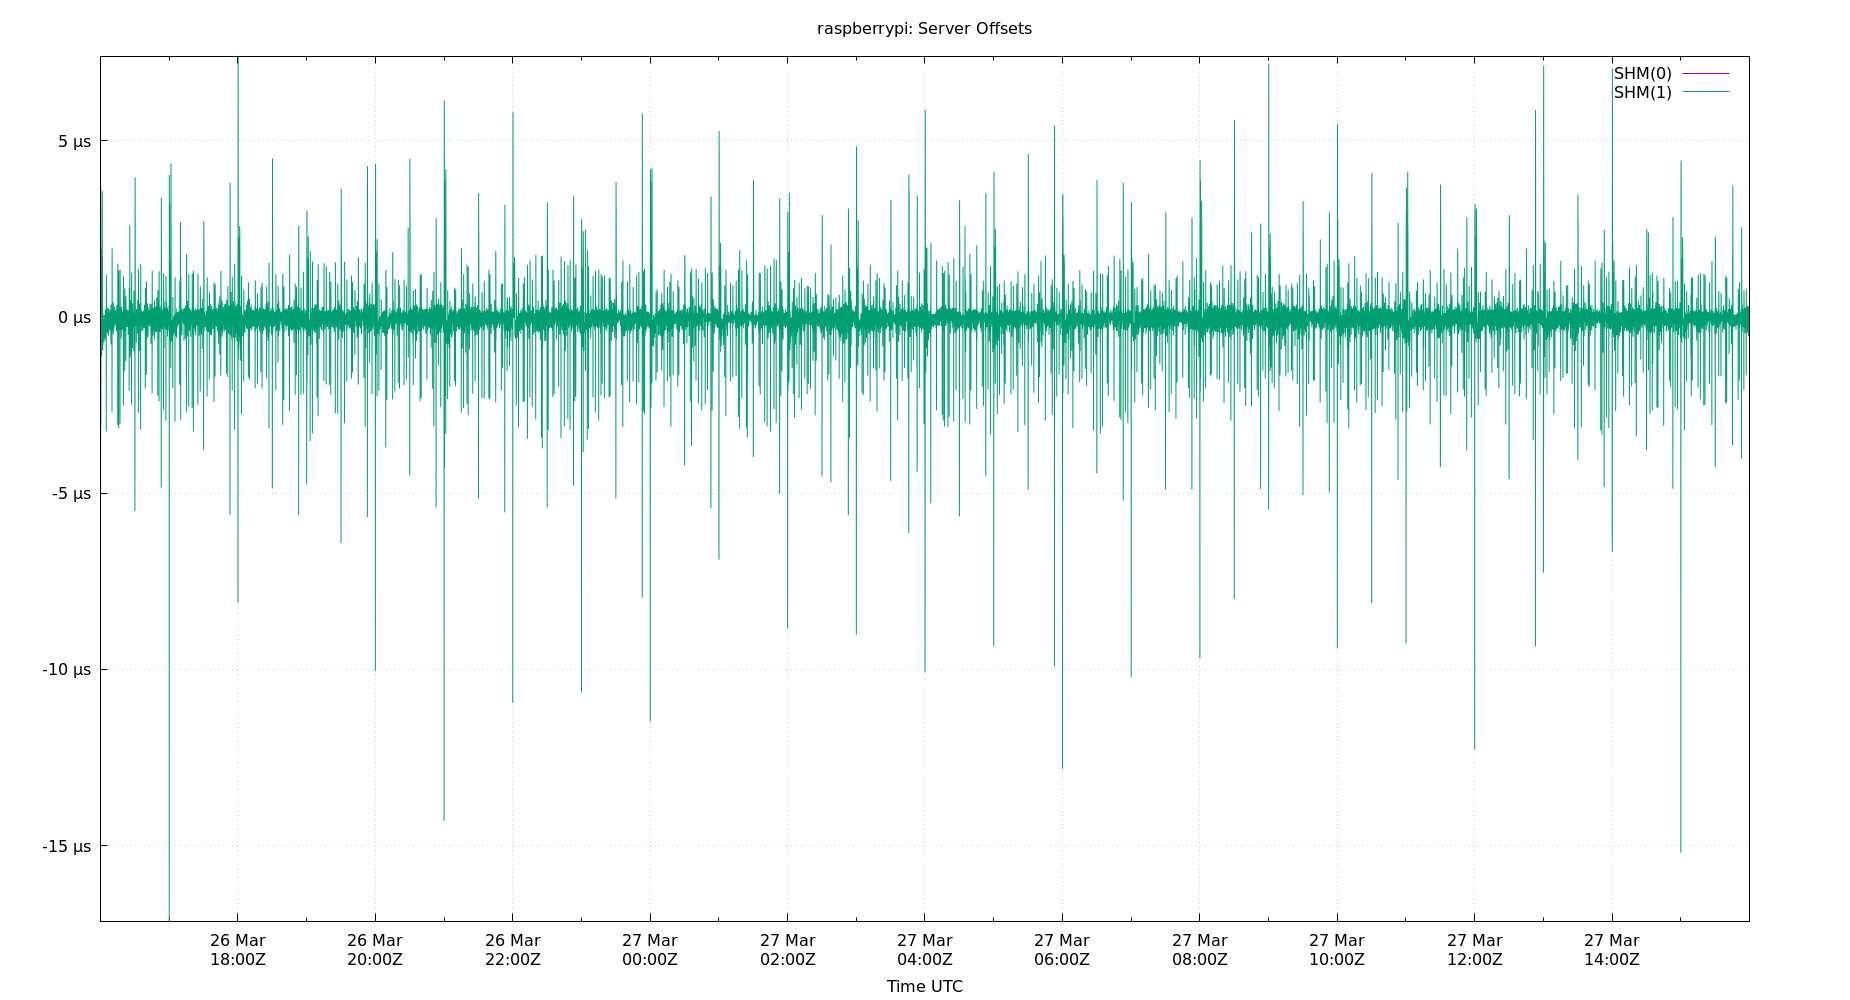 raspberrypi: Server Offsets
SHM(0)
SHM(1)
5 µs
0 µs
-5 µs
-10 µs
-15 µs
26 Mar 26 Mar 26 Mar 27 Mar 27 Mar 27 Mar 27 Mar 27 Mar 27 Mar 27 Mar 27 Mar
18:00Z 20:00Z 22:00Z 00:00Z 02:00Z 04:00Z 06:00Z 08:00Z 10:00Z 12:00Z 14:00Z
Time UTC